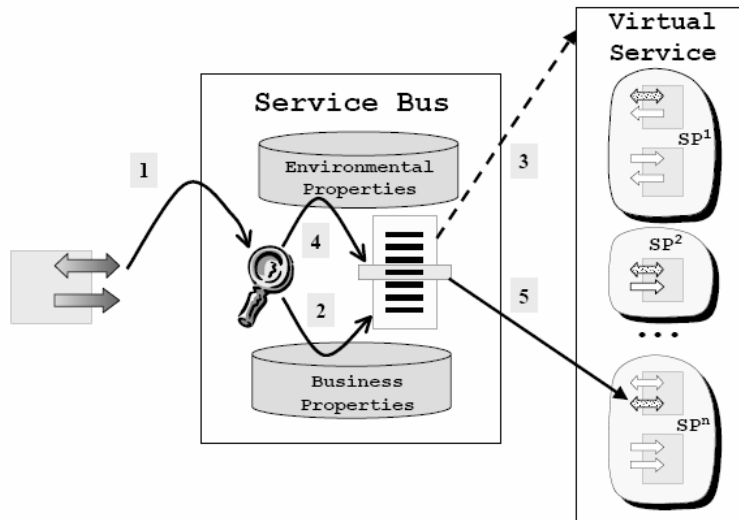 Virtual
Service
Service Bus
SP1
1
3
Environmental
Properties
SP2
4
5
2
...
Business
Properties
SPn